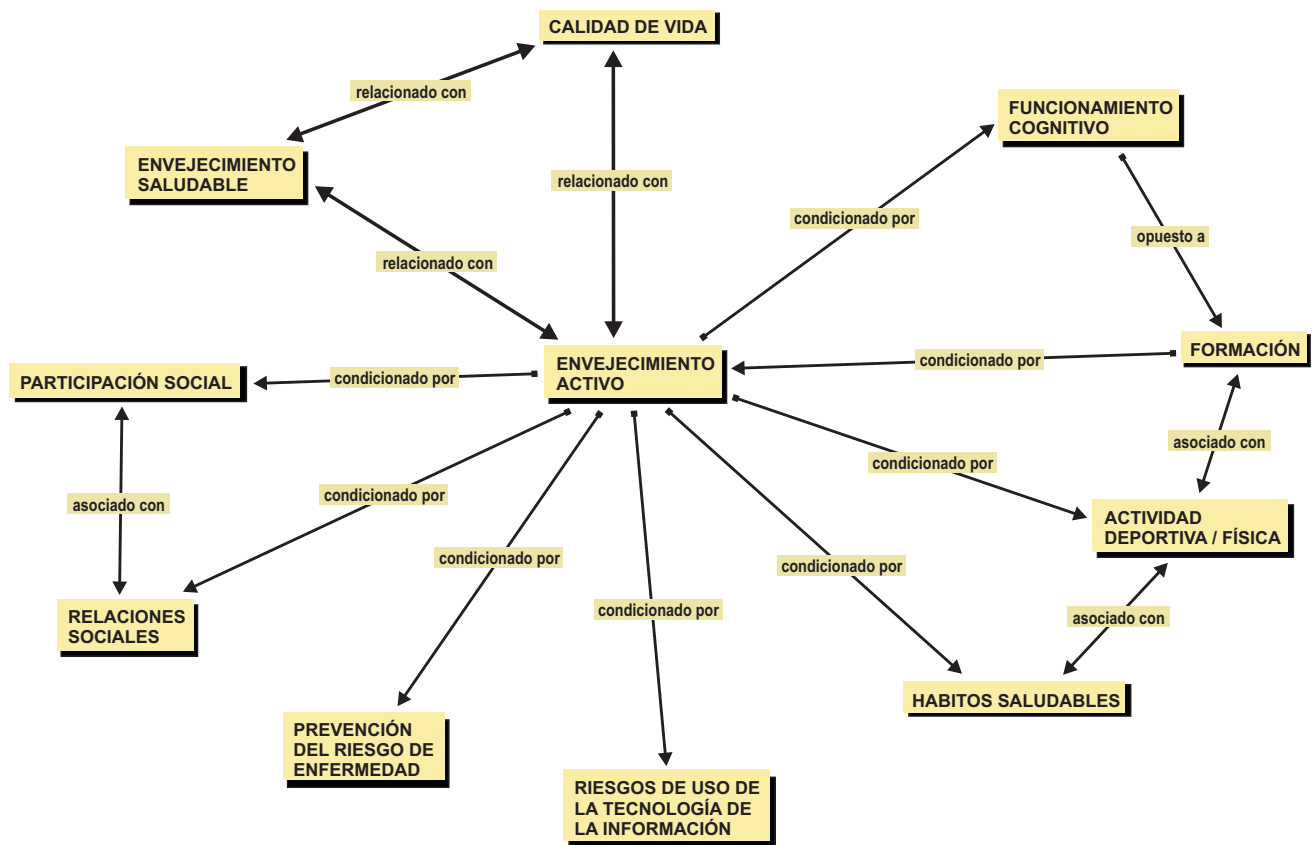 CALIDAD DE VIDA
relacionado con
FUNCIONAMIENTO
COGNITIVO
ENVEJECIMIENTO
SALUDABLE
relacionado con
condicionado por
opuesto a
relacionado con
ENVEJECIMIENTO
ACTIVO
condicionado por
FORMACIÓN
PARTICIPACIÓN SOCIAL
condicionado por
asociado con
condicionado por
condicionado por
asociado con
ACTIVIDAD
DEPORTIVA / FÍSICA
condicionado por
condicionado por
condicionado por
asociado con
RELACIONES
SOCIALES
HABITOS SALUDABLES
PREVENCIÓN
DEL RIESGO DE
ENFERMEDAD
RIESGOS DE USO DE
LA TECNOLOGÍA DE
LA INFORMACIÓN